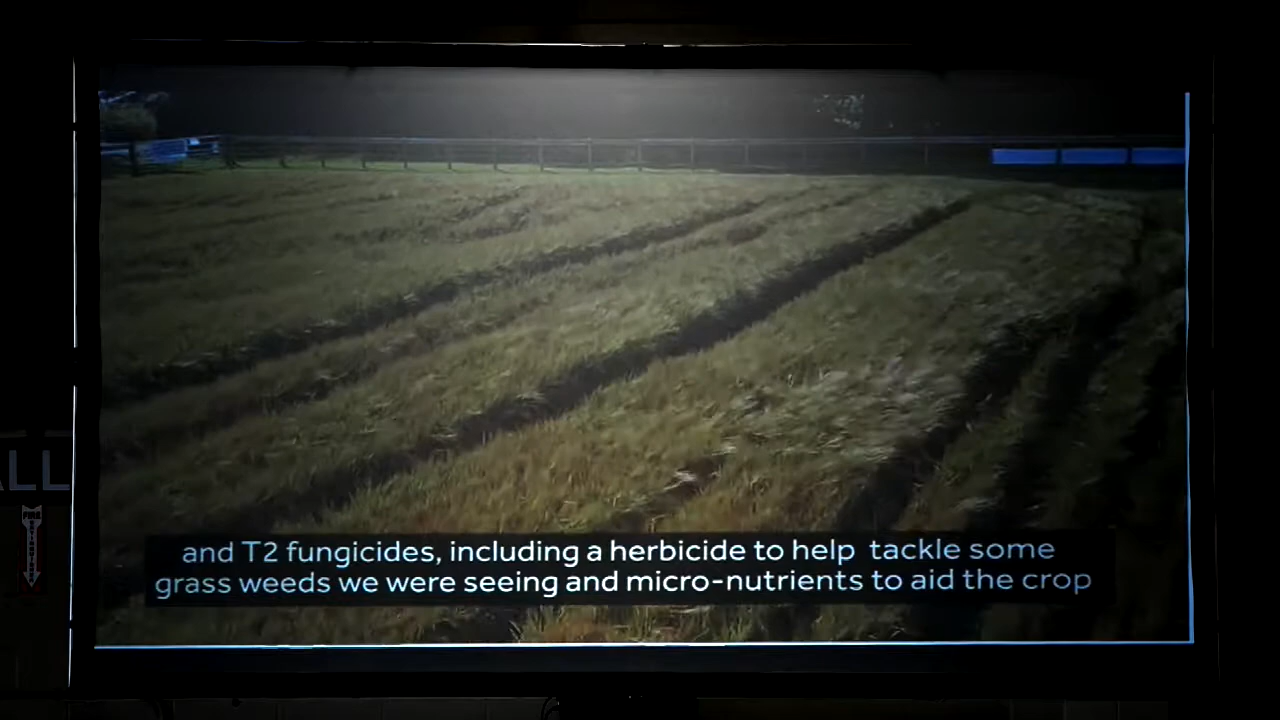 and T2 fungicides, including a herbicide to help tackle some
grass weeds we were seeing and micro-nutrients to aid the crop
ALL